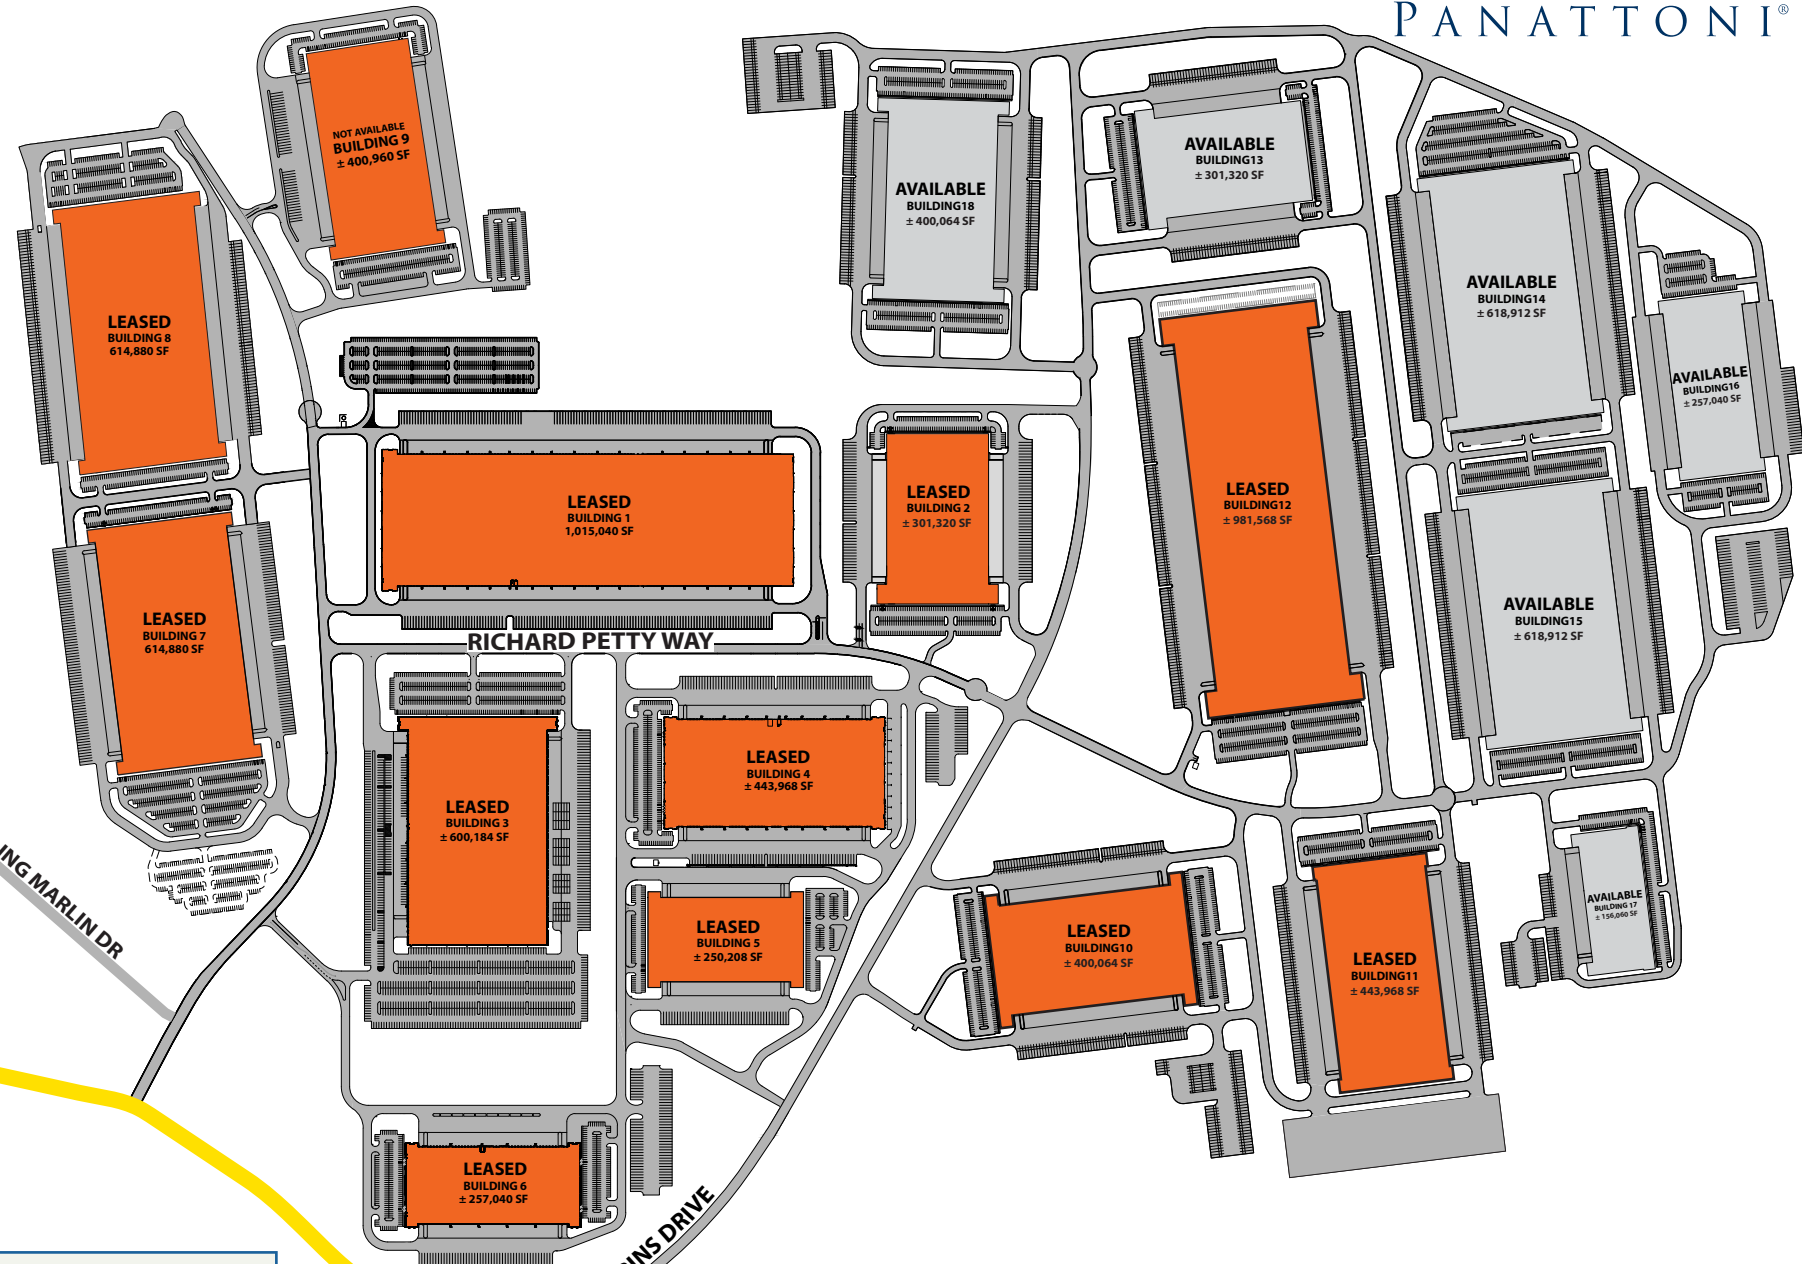 PANATTONI®
NOT AVAILABLE
BUILDING 9
± 400,960 SF
AVAILABLE
BUILDING18
± 400,064 SF
AVAILABLE
BUILDING13
± 301,320 SF
AVAILABLE
BUILDING14
± 618,912 SF
LEASED
BUILDING 8
614,880 SF
AVAILABLE
BUILDING16
± 257,040 SF
LEASED
BUILDING 1
1,015,040 SF
LEASED
BUILDING 2
± 301,320 SF
LEASED
BUILDING12
± 981,568 SF
LEASED
BUILDING 7
614,880 SF
AVAILABLE
BUILDING15
± 618,912 SF
RICHARD PETTY WAY
LEASED
BUILDING 3
± 600,184 SF
LEASED
BUILDING 4
± 443,968 SF
MARLIN DR
LEASED
BUILDING 5
± 250,208 SF
LEASED
BUILDING10
± 400,064 SF
LEASED
BUILDING11
± 443,968 SF
AVAILABLE
BUILDING 17
± 156,060 SF
LEASED
BUILDING 6
± 257,040 SF
DRIVE